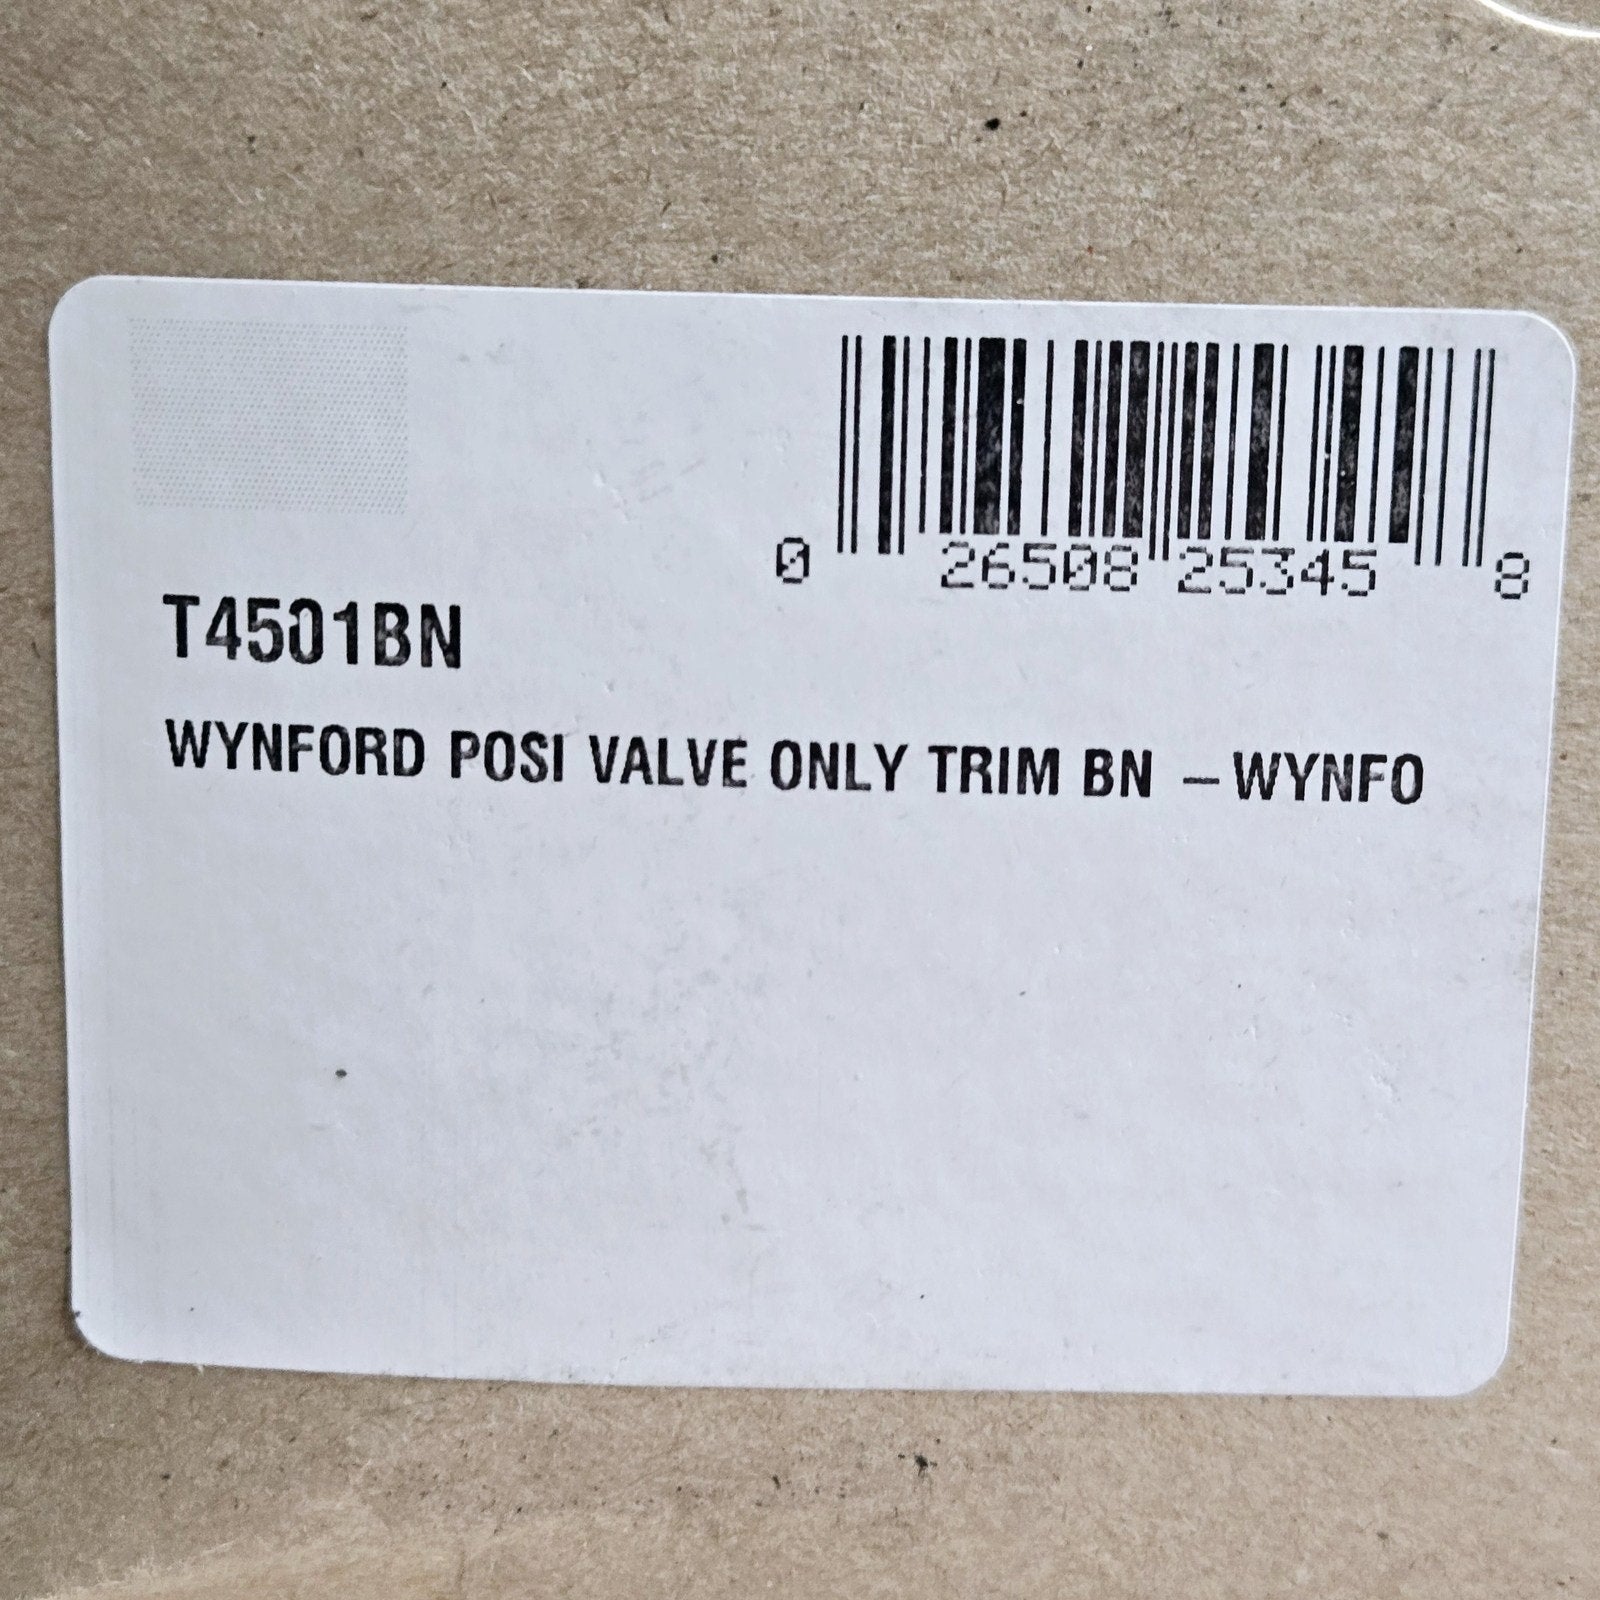 0 26508 25345 8
T4501BN
WYNFORD POSI VALVE ONLY TRIM BN –WYNFO